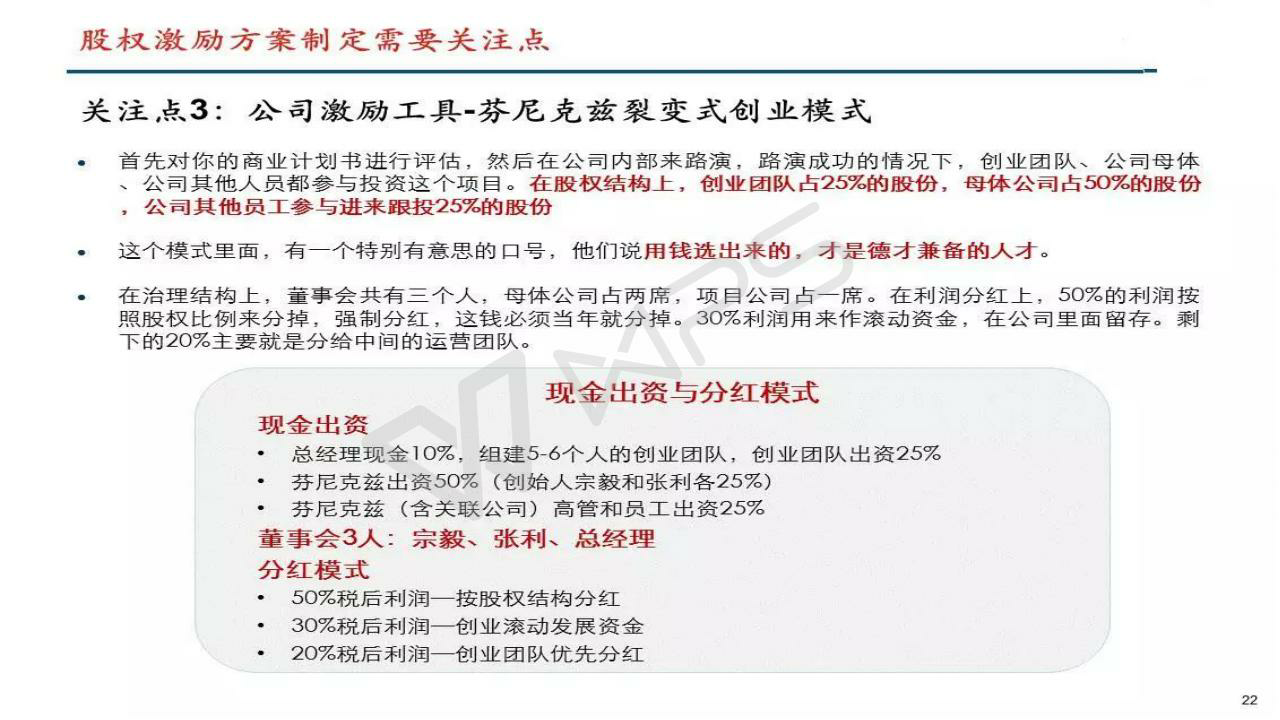 股权激励方案制定需要关注点
关注点3：公司激励工具-芬尼克兹裂变式创业模式
• 首先对你的商业计划书进行评估，然后在公司内部来路演，路演成功的情况下，创业团队、公司母体
、公司其他人员都参与投资这个项目。在股权结构上，创业团队占25%的股份，母体公司占50%的股份
，公司其他员工参与进来跟投25%的股份
• 这个模式里面，有一个特别有意思的口号，他们说用钱选出来的，才是德才兼备的人才。
• 在治理结构上，董事会共有三个人，母体公司占两席，项目公司占一席。在利润分红上，50%的利润按
照股权比例来分掉，强制分红，这钱必须当年就分掉。30%利润用来作滚动资金，在公司里面留存。剩
下的20%主要就是分给中间的运营团队。
现金出资与分红模式
现金出资
• 总经理现金10%，组建5-6个人的创业团队，创业团队出资25%
• 芬尼克兹出资50%（创始人宗毅和张利各25%）
• 芬尼克兹（含关联公司）高管和员工出资25%
董事会3人：宗毅、张利、总经理
分红模式
• 50%税后利润—按股权结构分红
• 30%税后利润—创业滚动发展资金
• 20%税后利润—创业团队优先分红
WPS
22